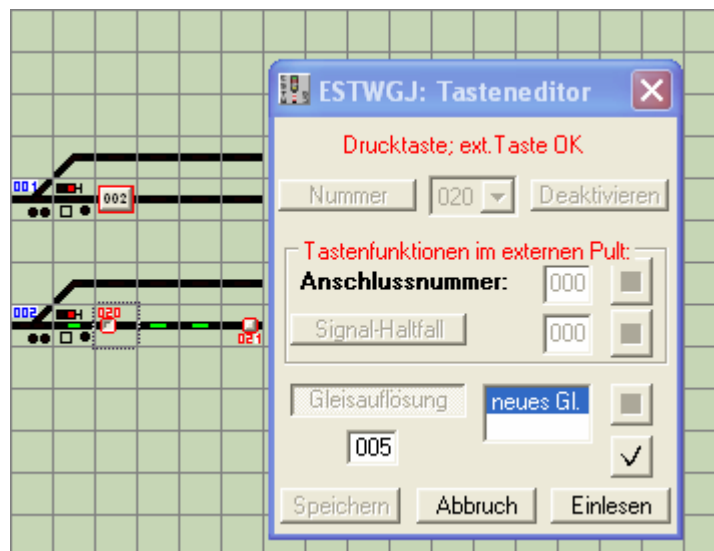 ESTWGJ: Tasteneditor
Drucktaste; ext.Taste OK
Nummer 020 Deaktivieren
Tastenfunktionen im externen Pult:
Anschlussnummer: 000
Signal-Haltfall 000
Gleisauflösung neues Gl.
005
Speichern Abbruch Einlesen
001
002
002 020
021